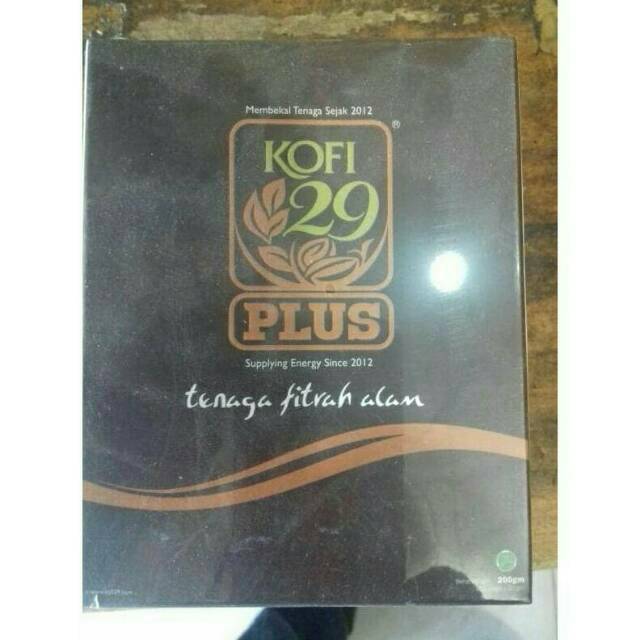 Membekal Tenaga Sejak 2012
KOFI
29
®
PLUS
Supplying Energy Since 2012
tenaga fitrah alam
200gm